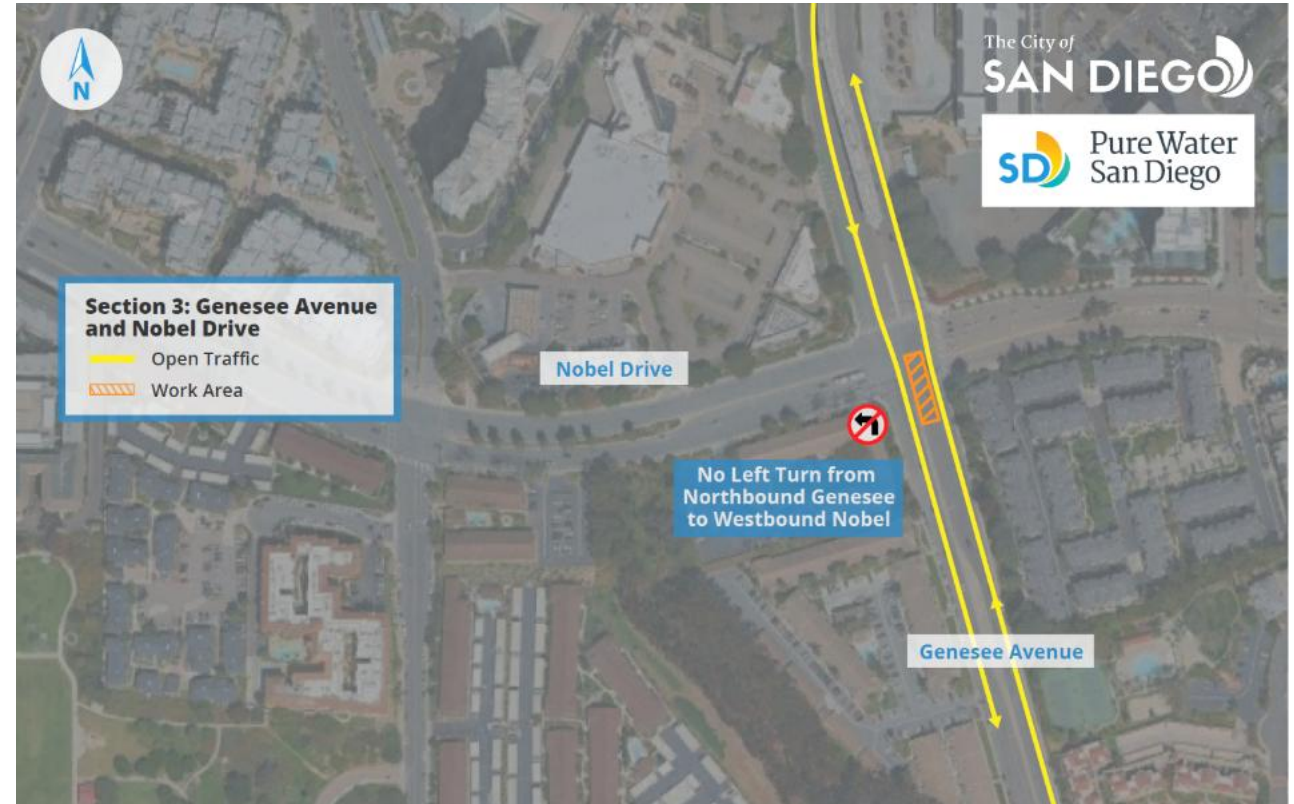 N
The City of
SAN DIEGO
SD
Pure Water
San Diego
Section 3: Genesee Avenue
and Nobel Drive
Open Traffic
Work Area
Nobel Drive
No Left Turn from
Northbound Genesee
to Westbound Nobel
Genesee Avenue